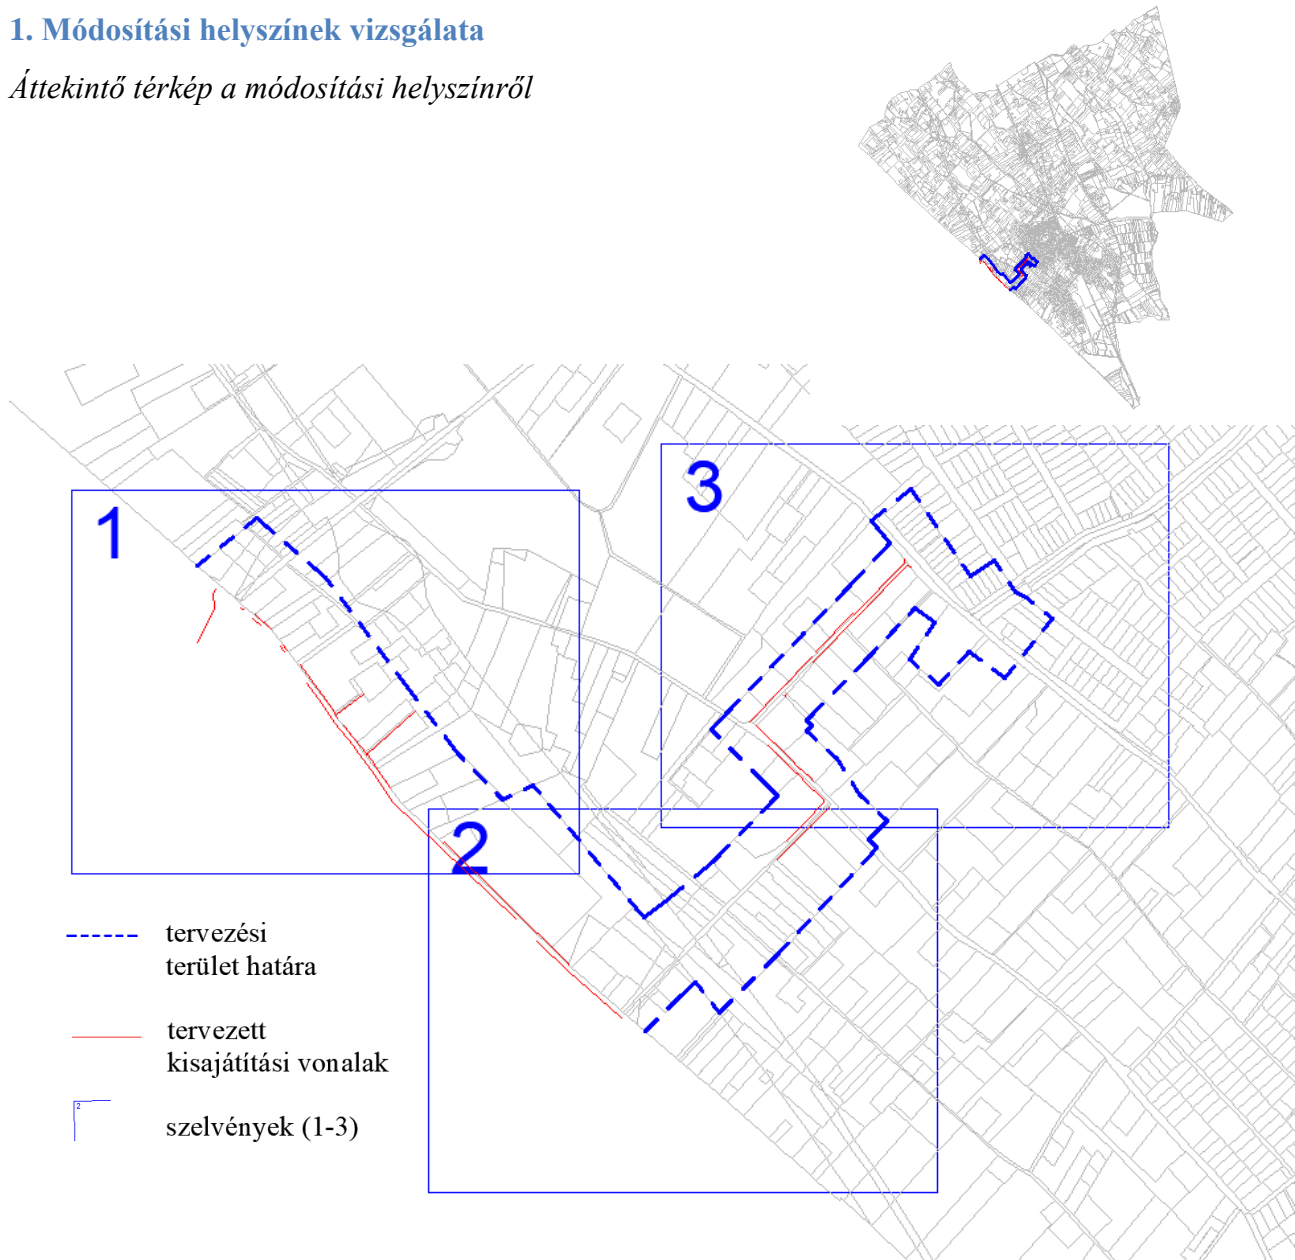 1. Módosítási helyszínek vizsgálata
Áttekintő térkép a módosítási helyszínről
1
3
2
tervezési
terület határa
tervezett
kisajátítási vonalak
2
szelvények (1-3)